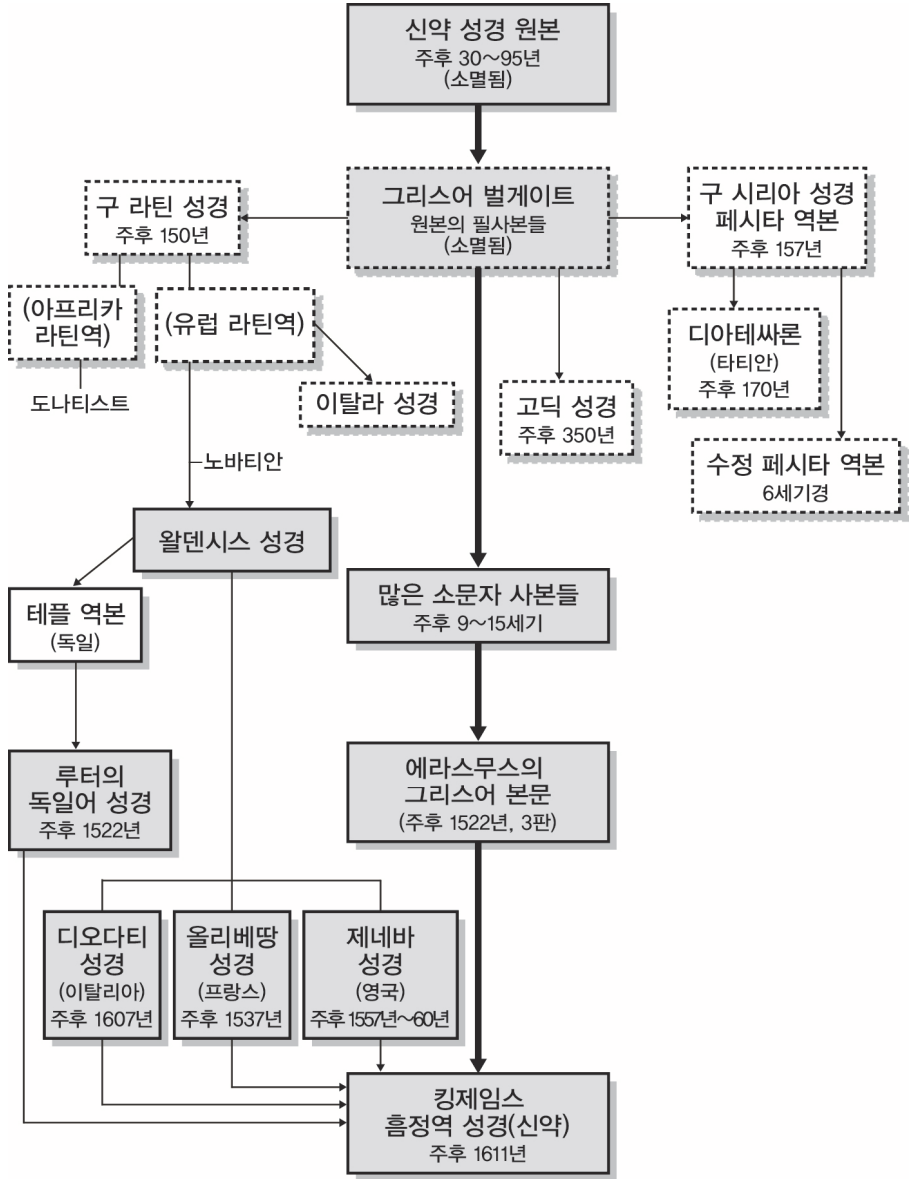 신약 성경 원본
주후 30~95년
(소멸됨)
그리스어 벌게이트
원본의 필사본들
(소멸됨)
구 라틴 성경
주후 150년
구 시리아 성경
페시타 역본
주후 157년
(아프리카
라틴역)
(유럽 라틴역)
도나티스트
이탈라 성경
노바티안
고딕 성경
주후 350년
디아테싸론
(타티안)
주후 170년
수정 페시타 역본
6세기경
왈덴시스 성경
테플 역본
(독일)
많은 소문자 사본들
주후 9~15세기
루터의
독일어 성경
주후 1522년
에라스무스의
그리스어 본문
(주후 1522년, 3판)
디오다티
성경
(이탈리아)
주후 1607년
올리베땅
성경
(프랑스)
주후 1537년
제네바
성경
(영국)
주후 1557년~60년
킹제임스
흠정역 성경(신약)
주후 1611년